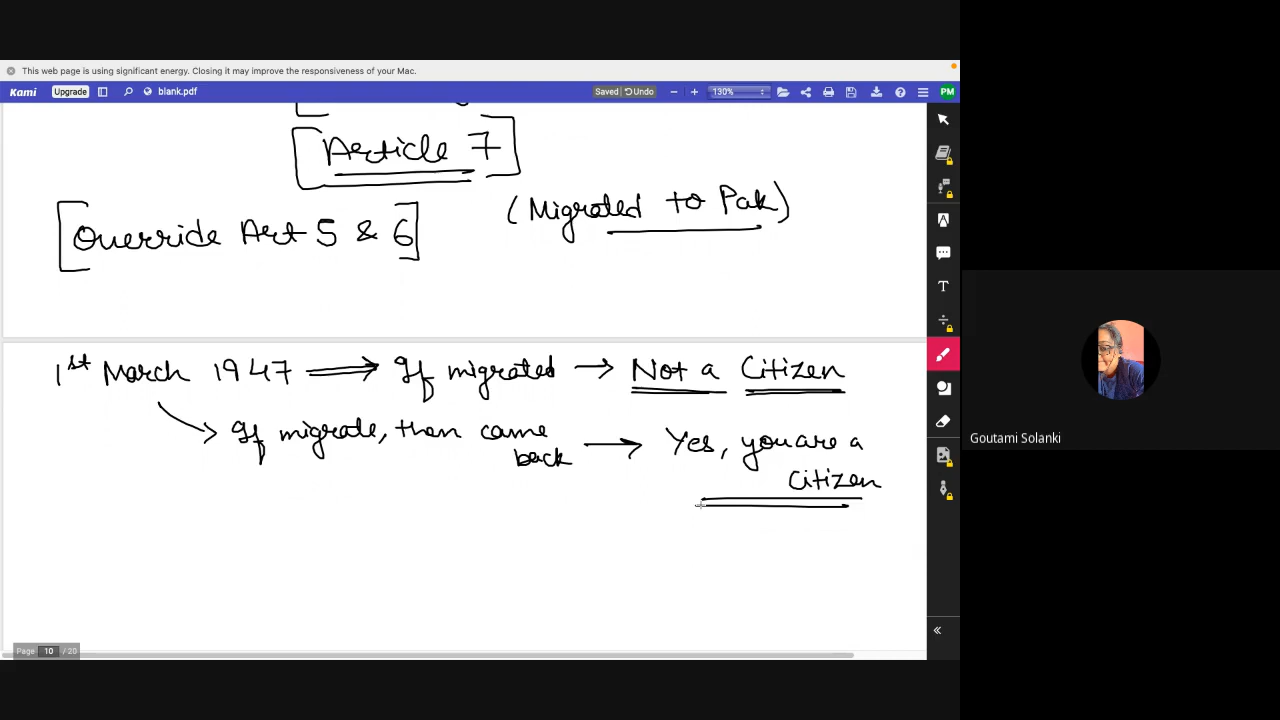 This web page is using significant energy. Closing it may improve the responsiveness of your Mac.
Kami Upgrade blank.pdf Saved Undo 130% PM
Article 7
(Migrated to Pak)
Override Art 5 & 6
1st March 1947 ⟹ If migrated → Not a Citizen
If migrate, then came back → Yes, you are a Citizen
Goutami Solanki
Page 10 / 20